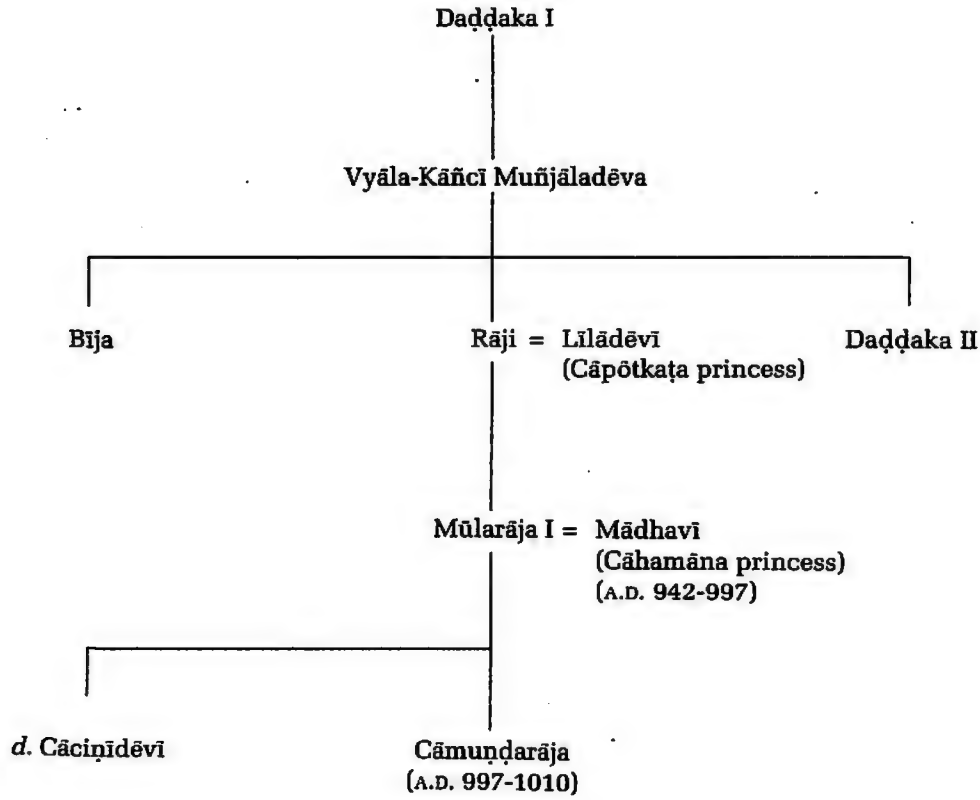 Daḍḍaka I
Vyāla-Kāñcī Muñjāladēva
Bīja
Rāji = Līlādēvī
(Cāpōtkaṭa princess)
Daḍḍaka II
Mūlarāja I = Mādhavī
(Cāhamāna princess)
(A.D. 942-997)
d. Cāciṇīdēvī
Cāmuṇḍarāja
(A.D. 997-1010)